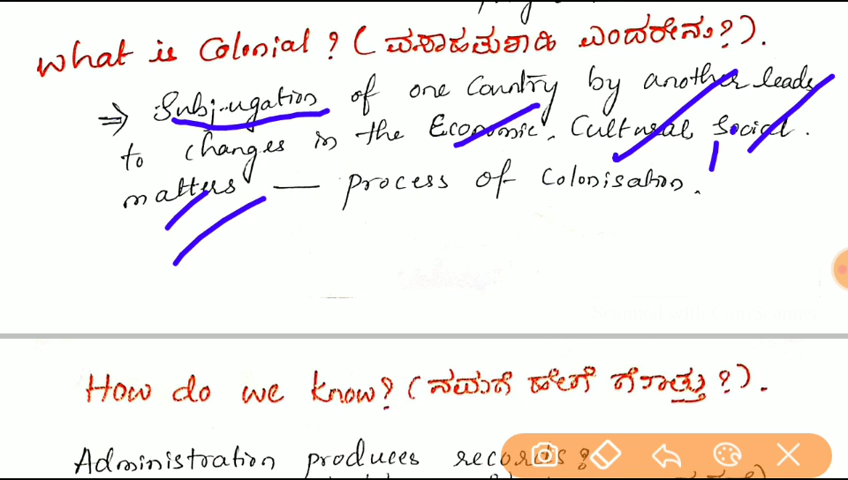 What is Colonial? (ವಸಾಹತುಶಾಹಿ ಎಂದರೇನು?).
⇒ Subjugation of one Country by another leads
to changes in the Economic, Cultural Social.
matters — process of Colonisation.
How do we know? (ನಮಗೆ ಹೇಗೆ ಗೊತ್ತು?).
Administration produces records?